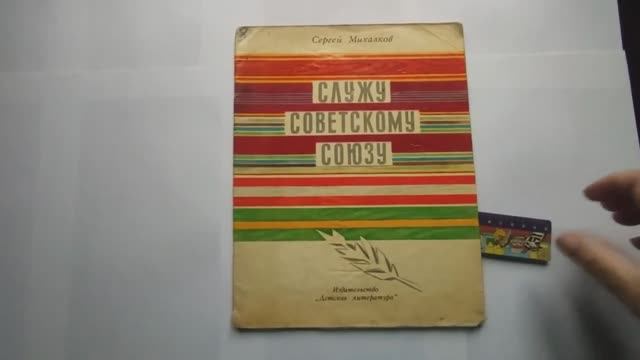 Сергей Михалков
СЛУЖУ
СОВЕТСКОМУ
СОЮЗУ
Издательство
„Детская литература"